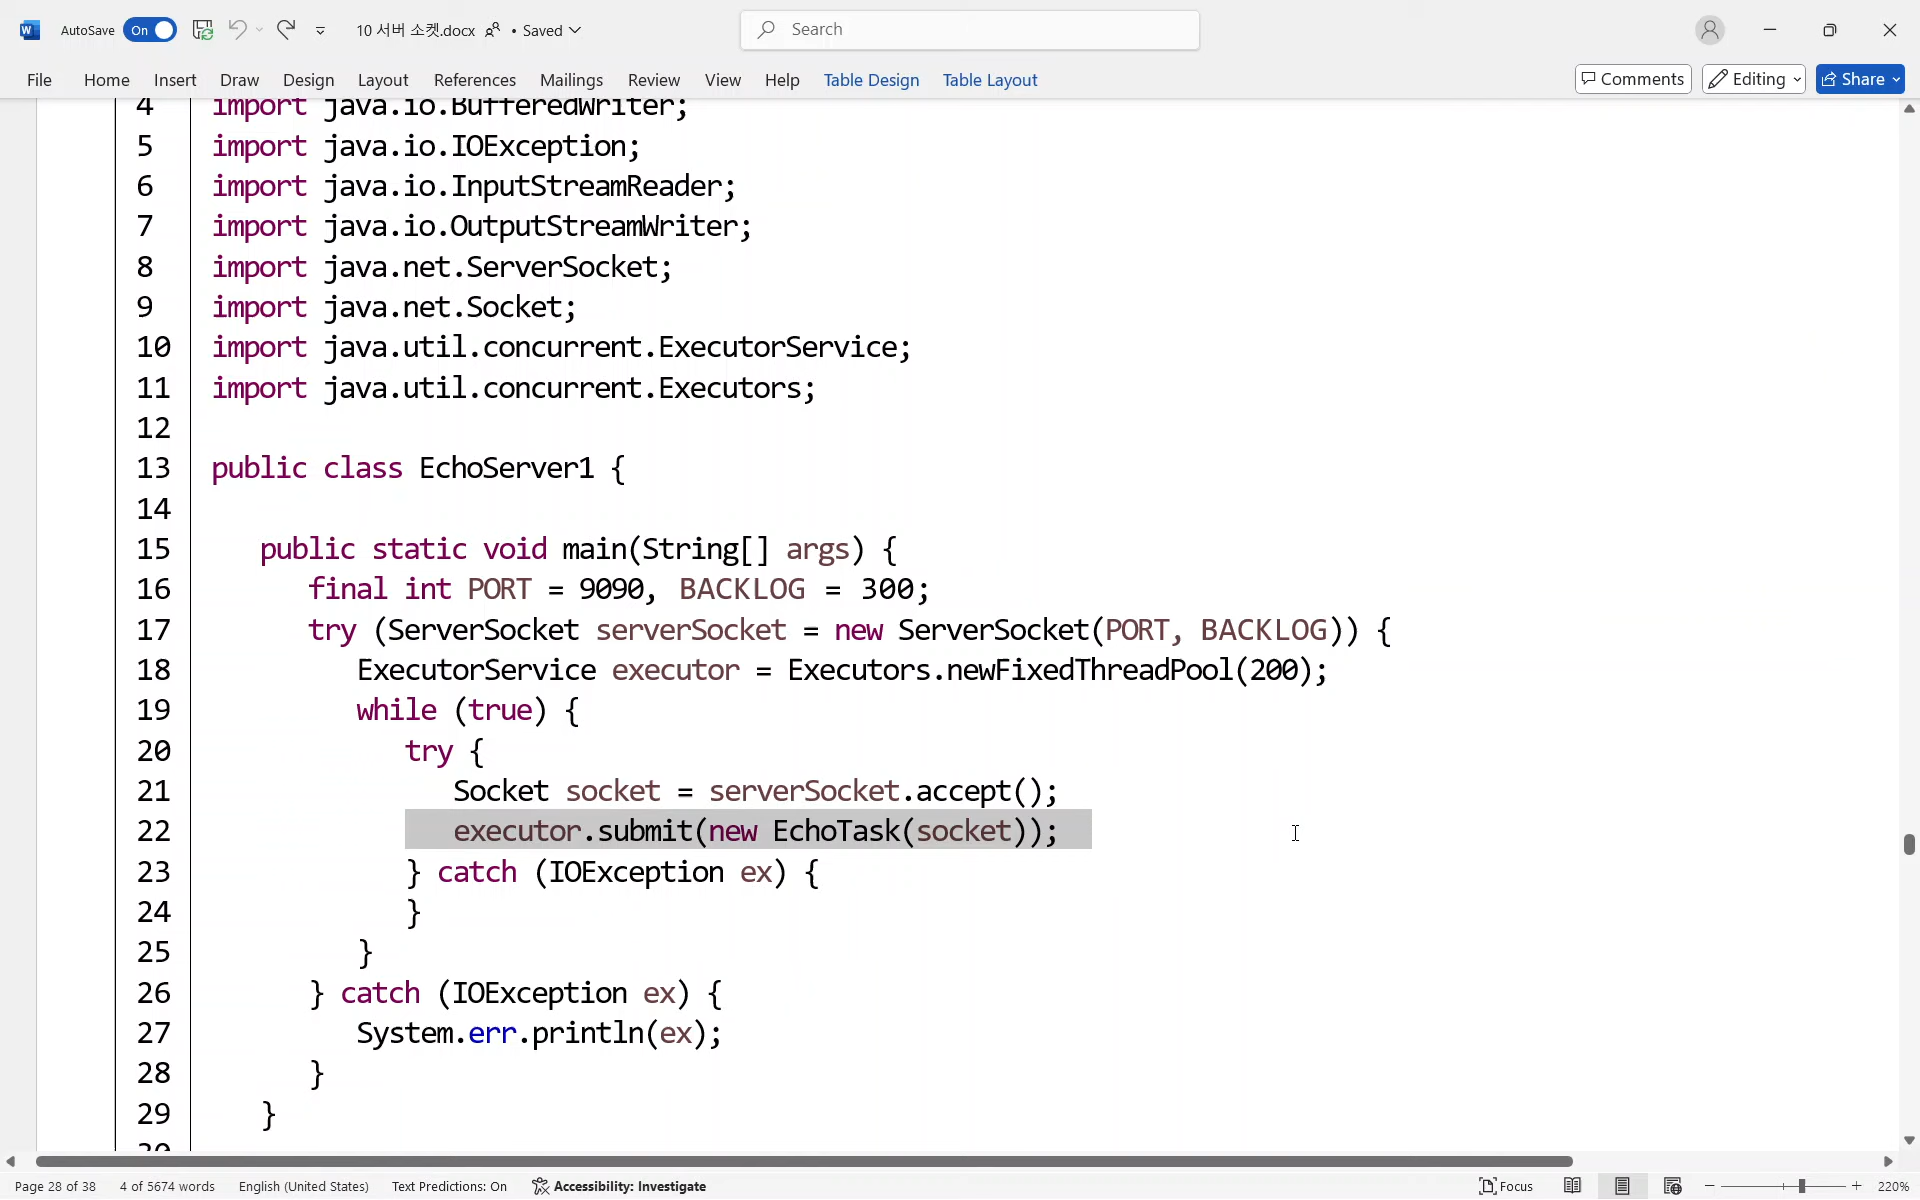 AutoSave On 10 서버 소켓.docx • Saved Search
File Home Insert Draw Design Layout References Mailings Review View Help Table Design Table Layout Comments Editing Share
4 import java.io.BufferedWriter;
5 import java.io.IOException;
6 import java.io.InputStreamReader;
7 import java.io.OutputStreamWriter;
8 import java.net.ServerSocket;
9 import java.net.Socket;
10 import java.util.concurrent.ExecutorService;
11 import java.util.concurrent.Executors;
12
13 public class EchoServer1 {
14
15 public static void main(String[] args) {
16 final int PORT = 9090, BACKLOG = 300;
17 try (ServerSocket serverSocket = new ServerSocket(PORT, BACKLOG)) {
18 ExecutorService executor = Executors.newFixedThreadPool(200);
19 while (true) {
20 try {
21 Socket socket = serverSocket.accept();
22 executor.submit(new EchoTask(socket));
23 } catch (IOException ex) {
24 }
25 }
26 } catch (IOException ex) {
27 System.err.println(ex);
28 }
29 }
30
Page 28 of 38 4 of 5674 words English (United States) Text Predictions: On Accessibility: Investigate Focus 220%